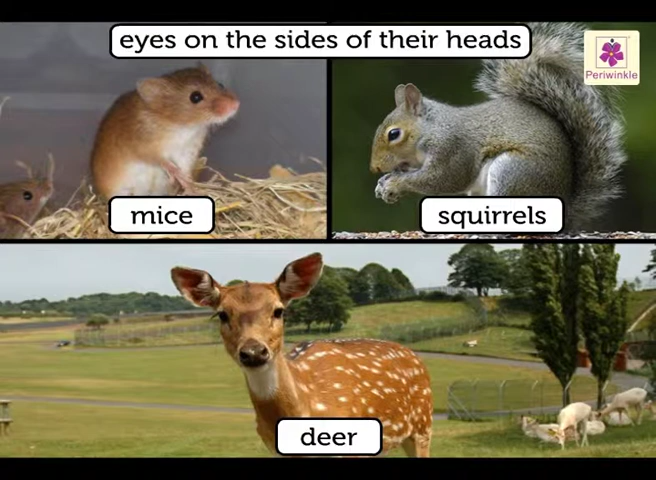 eyes on the sides of their heads
Periwinkle
mice
squirrels
deer